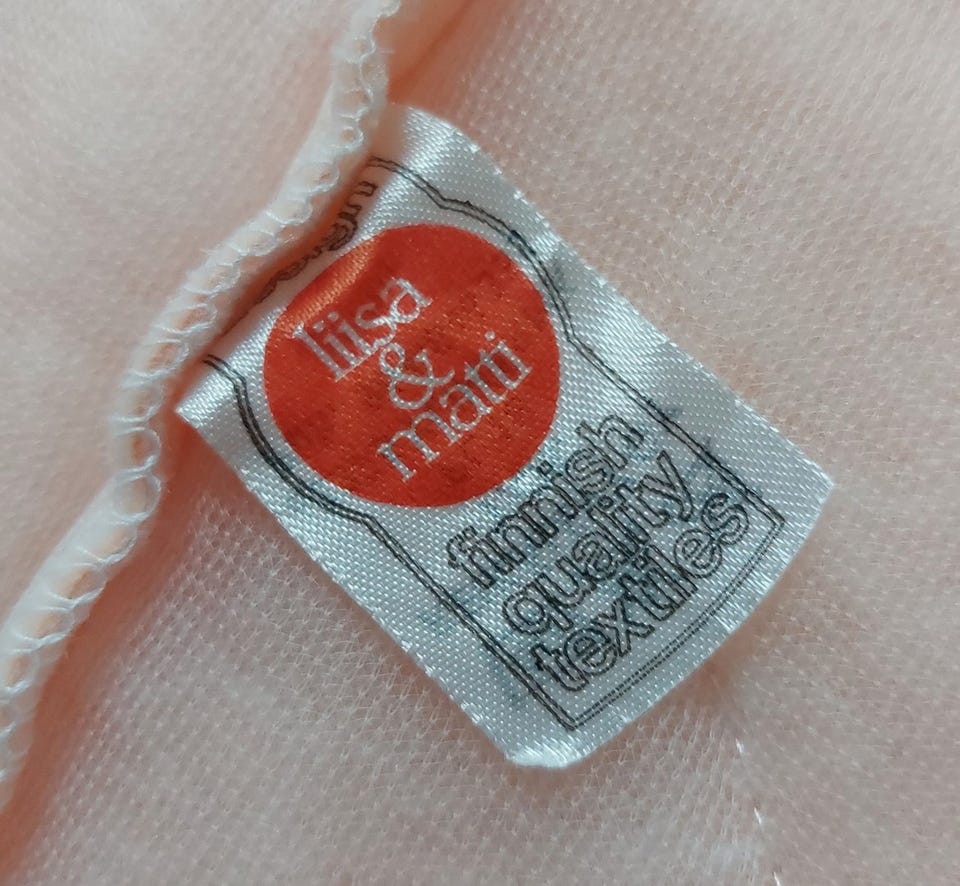 liisa
&
matti
finnish
quality
textiles